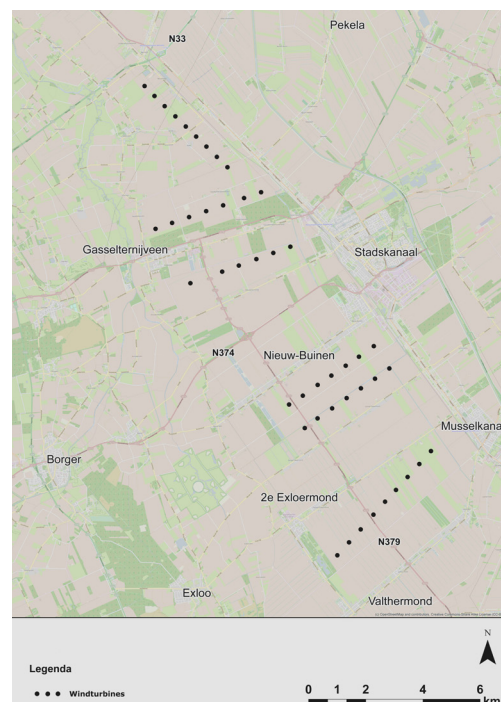 Pekela
N33
Gasselternijveen
Stadskanaal
N374
Nieuw-Buinen
Musselkana
Borger
2e Exloermond
N379
Exloo
Valthermond
N
Legenda
Windturbines
0 1 2 4 6
km